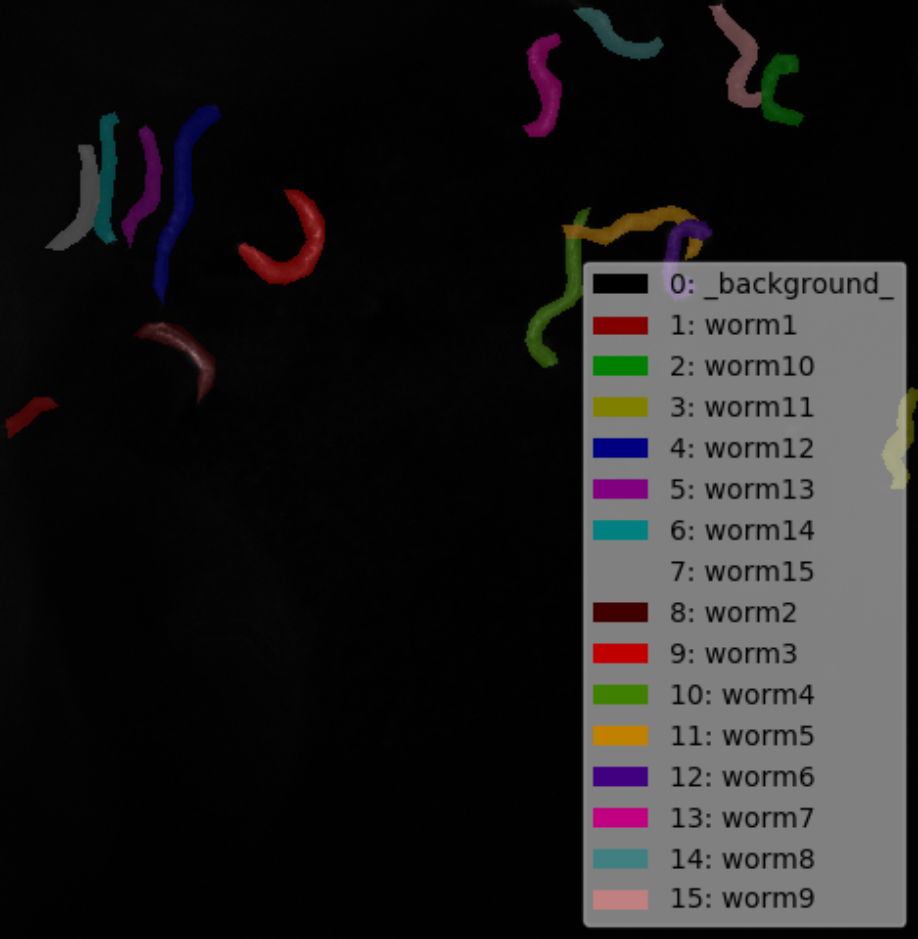 0: _background_
1: worm1
2: worm10
3: worm11
4: worm12
5: worm13
6: worm14
7: worm15
8: worm2
9: worm3
10: worm4
11: worm5
12: worm6
13: worm7
14: worm8
15: worm9